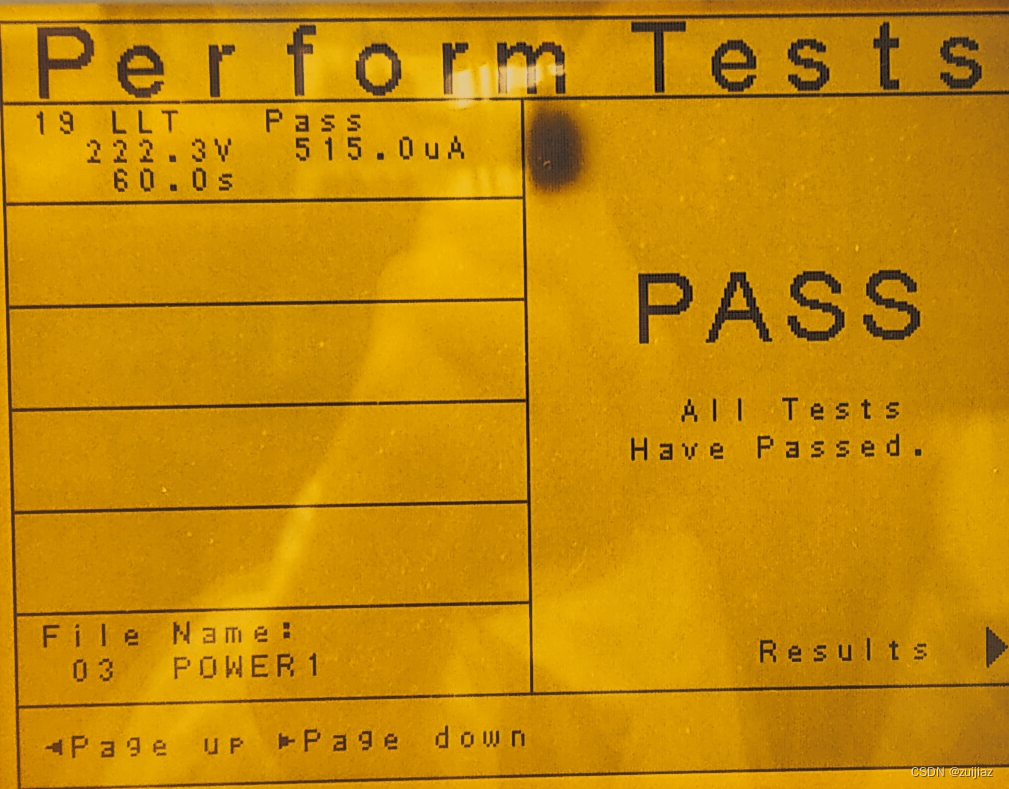 Perform Tests
19 LLT Pass
222.3V 515.0uA
60.0s
PASS
All Tests
Have Passed.
File Name:
03 POWER1
Results
Page up Page down
CSDN @zuijiaz